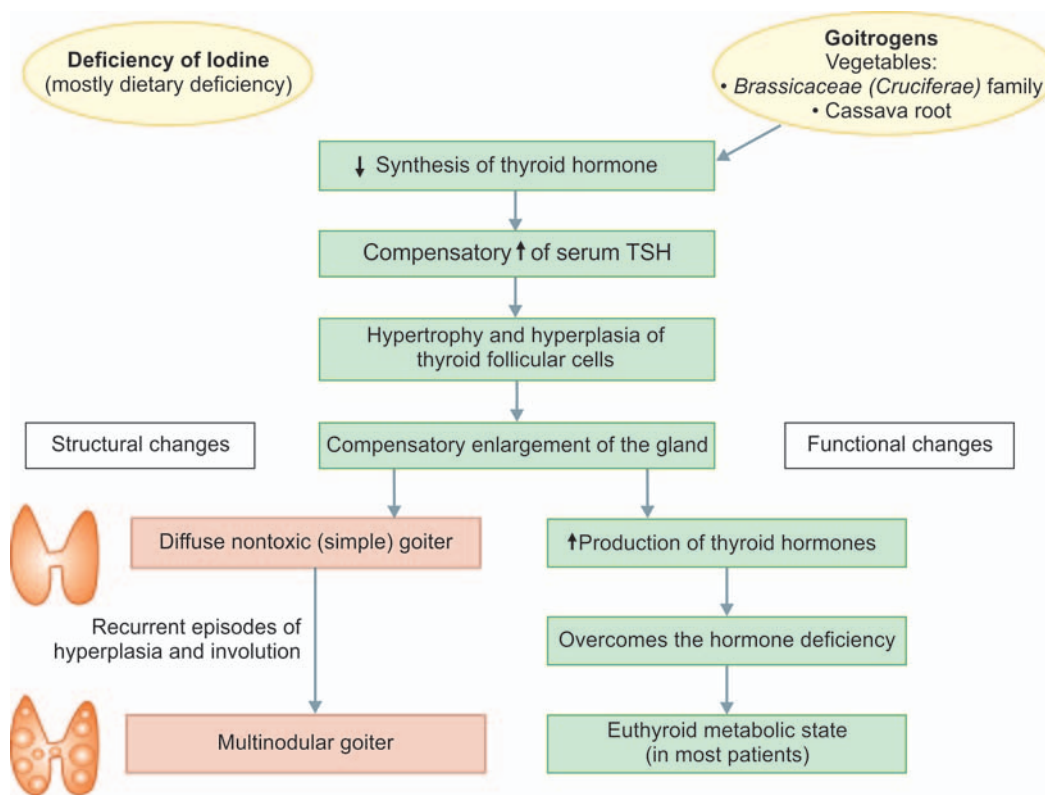 Deficiency of Iodine
(mostly dietary deficiency)
Goitrogens
Vegetables:
• Brassicaceae (Cruciferae) family
• Cassava root
↓ Synthesis of thyroid hormone
Compensatory ↑ of serum TSH
Hypertrophy and hyperplasia of
thyroid follicular cells
Structural changes
Compensatory enlargement of the gland
Functional changes
Diffuse nontoxic (simple) goiter
↑Production of thyroid hormones
Recurrent episodes of
hyperplasia and involution
Overcomes the hormone deficiency
Multinodular goiter
Euthyroid metabolic state
(in most patients)